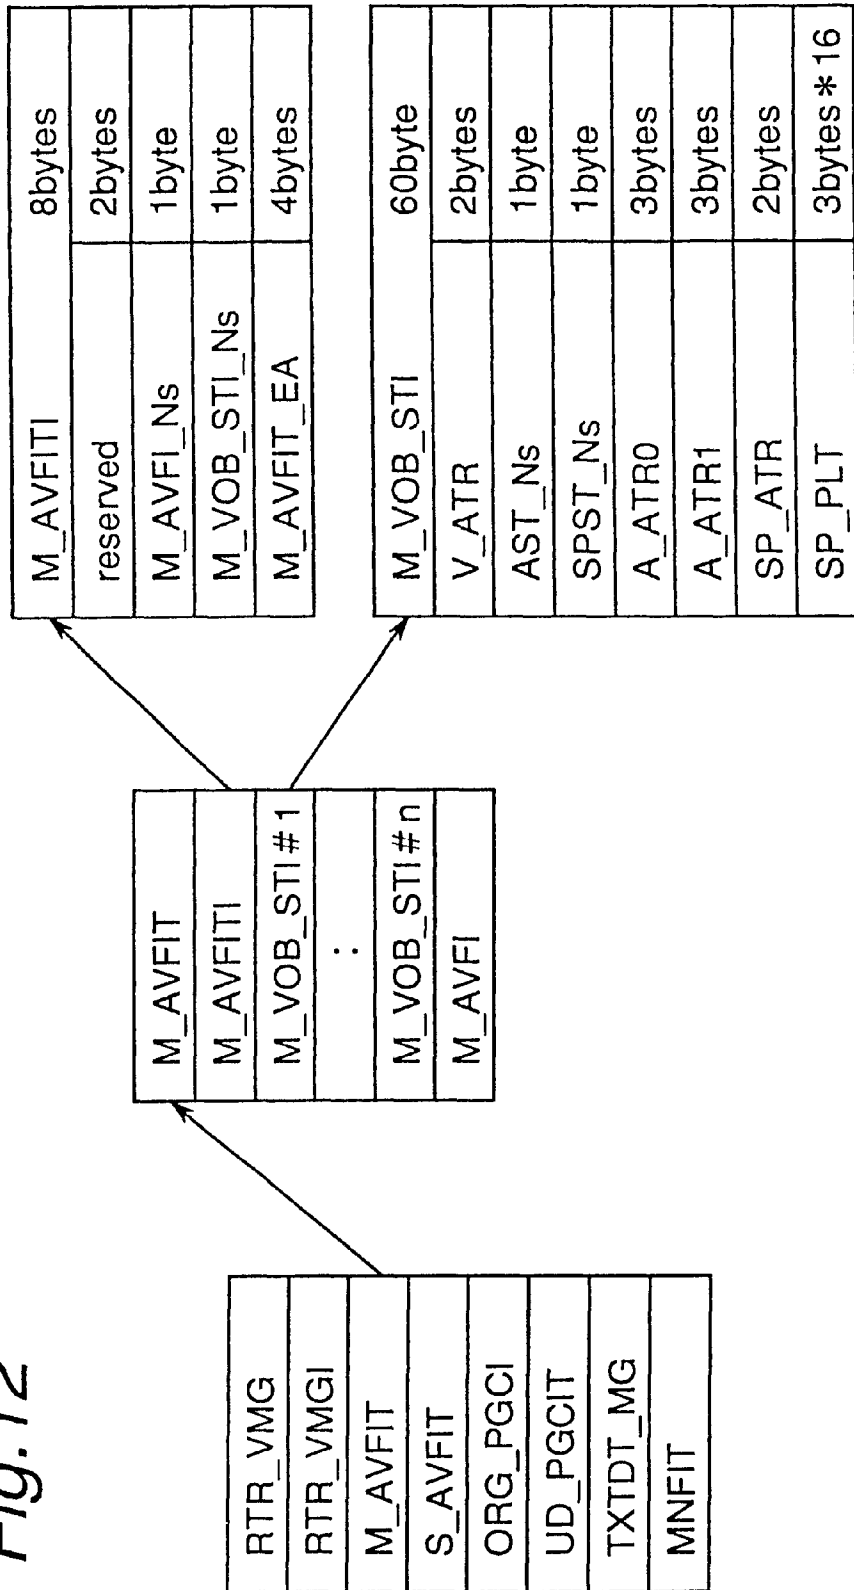 Fig.12
RTR_VMG
RTR_VMGI
M_AVFIT
S_AVFIT
ORG_PGCI
UD_PGCIT
TXTDT_MG
MNFIT
M_AVFIT
M_AVFITI
M_VOB_STI#1
:
M_VOB_STI#n
M_AVFI
M_AVFITI 8bytes
reserved 2bytes
M_AVFI_Ns 1byte
M_VOB_STI_Ns 1byte
M_AVFIT_EA 4bytes
M_VOB_STI 60byte
V_ATR 2bytes
AST_Ns 1byte
SPST_Ns 1byte
A_ATR0 3bytes
A_ATR1 3bytes
SP_ATR 2bytes
SP_PLT 3bytes*16